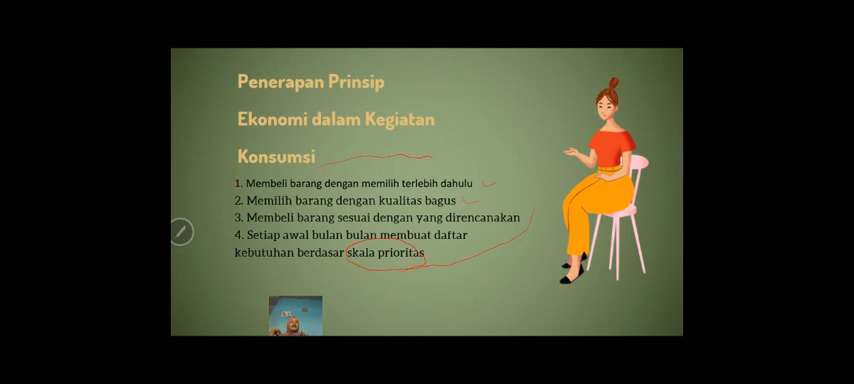 Penerapan Prinsip
Ekonomi dalam Kegiatan
Konsumsi
1. Membeli barang dengan memilih terlebih dahulu
2. Memilih barang dengan kualitas bagus
3. Membeli barang sesuai dengan yang direncanakan
4. Setiap awal bulan bulan membuat daftar
kebutuhan berdasar skala prioritas